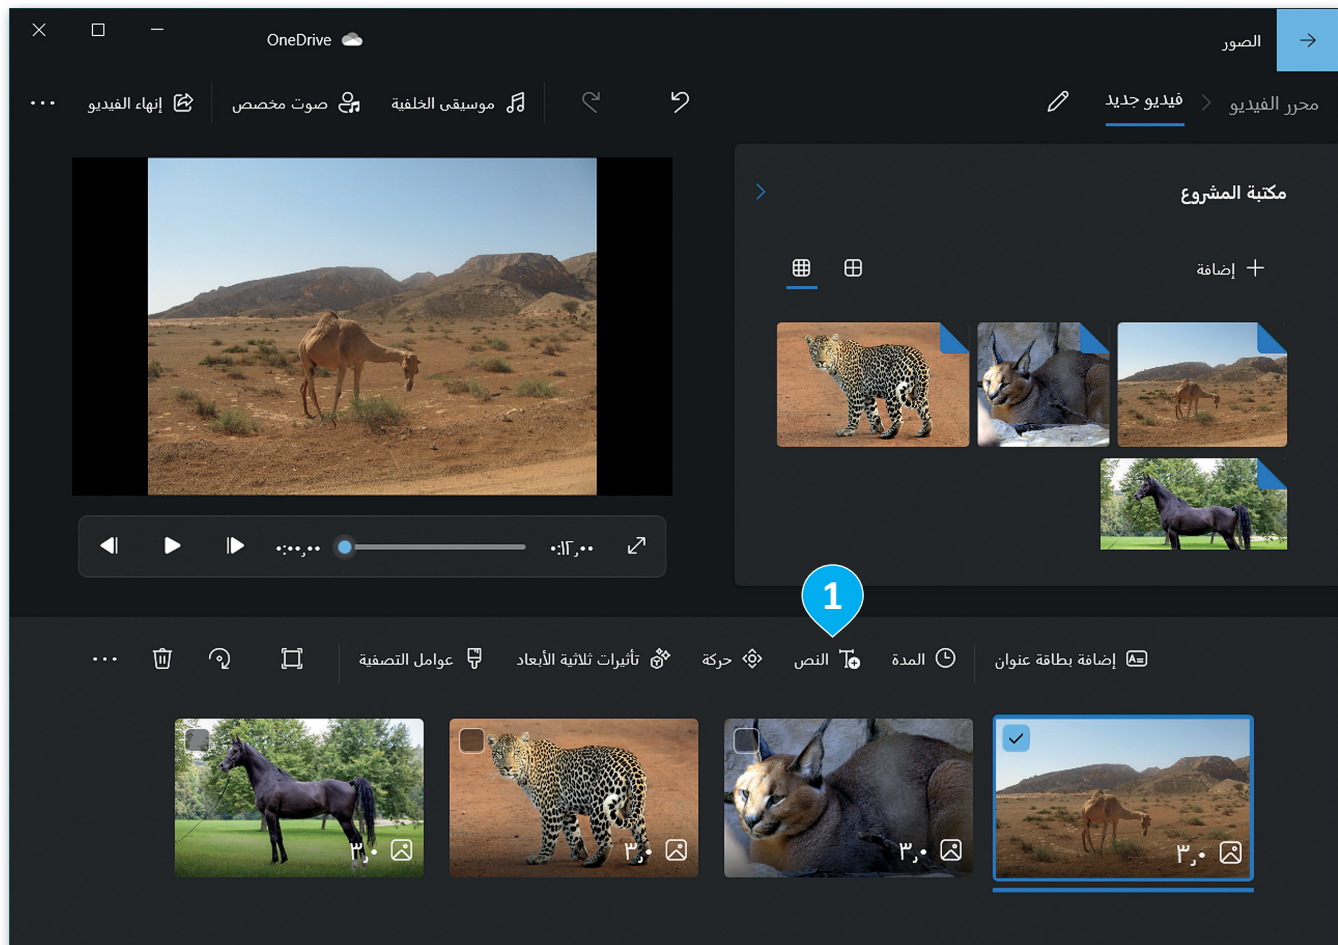 الصور
OneDrive
محرر الفيديو
فيديو جديد
موسيقى الخلفية
صوت مخصص
إنهاء الفيديو
مكتبة المشروع
إضافة
٠:٠٠٫٠٠
٠:١٢٫٠٠
1
إضافة بطاقة عنوان
المدة
النص
حركة
تأثيرات ثلاثية الأبعاد
عوامل التصفية
٣٫٠
٣٫٠
٣٫٠
٣٫٠